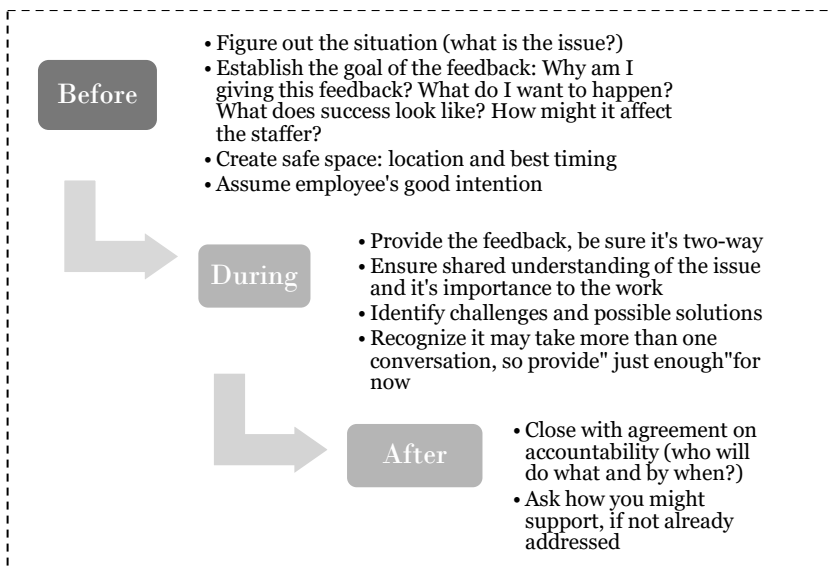 Before
• Figure out the situation (what is the issue?)
• Establish the goal of the feedback: Why am I
giving this feedback? What do I want to happen?
What does success look like? How might it affect
the staffer?
• Create safe space: location and best timing
• Assume employee's good intention
During
• Provide the feedback, be sure it's two-way
• Ensure shared understanding of the issue
and it's importance to the work
• Identify challenges and possible solutions
• Recognize it may take more than one
conversation, so provide" just enough"for
now
After
• Close with agreement on
accountability (who will
do what and by when?)
• Ask how you might
support, if not already
addressed